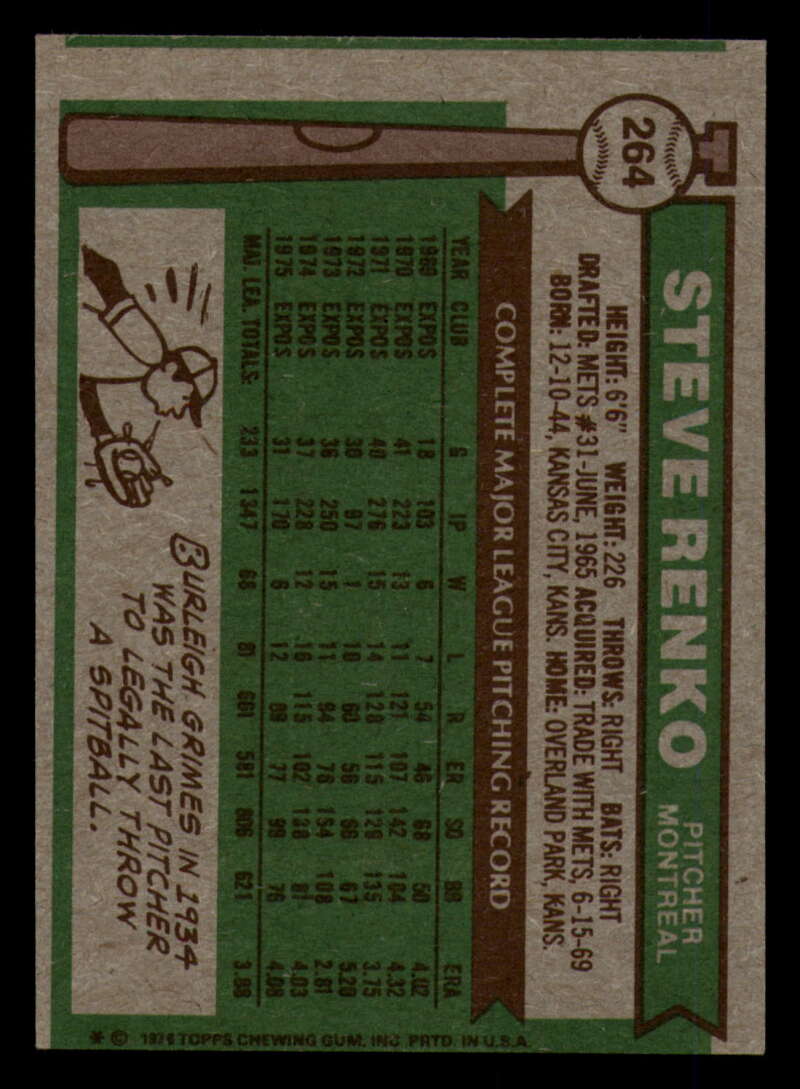 264
STEVE RENKO
PITCHER
MONTREAL
HEIGHT: 6'6" WEIGHT: 226 THROWS: RIGHT BATS: RIGHT
DRAFTED: METS #31-JUNE, 1965 ACQUIRED: TRADE WITH METS, 6-15-69
BORN: 12-10-44, KANSAS CITY, KANS. HOME: OVERLAND PARK, KANS.
COMPLETE MAJOR LEAGUE PITCHING RECORD
YEAR CLUB G IP W L R ER SO BB ERA
1969 EXPOS 18 103 6 7 54 46 68 50 4.02
1970 EXPOS 41 223 13 11 121 107 142 104 4.32
1971 EXPOS 40 276 15 14 128 115 129 135 3.75
1972 EXPOS 30 97 1 10 60 56 66 67 5.20
1973 EXPOS 36 250 15 11 94 78 164 108 2.81
1974 EXPOS 37 228 12 16 115 102 138 81 4.03
1975 EXPOS 31 170 6 12 89 77 99 76 4.08
MAJ. LEA. TOTALS: 233 1347 68 81 661 581 806 621 3.88
BURLEIGH GRIMES IN 1934
WAS THE LAST PITCHER
TO LEGALLY THROW
A SPITBALL.
* © 1976 TOPPS CHEWING GUM, INC. PRTD. IN U.S.A.